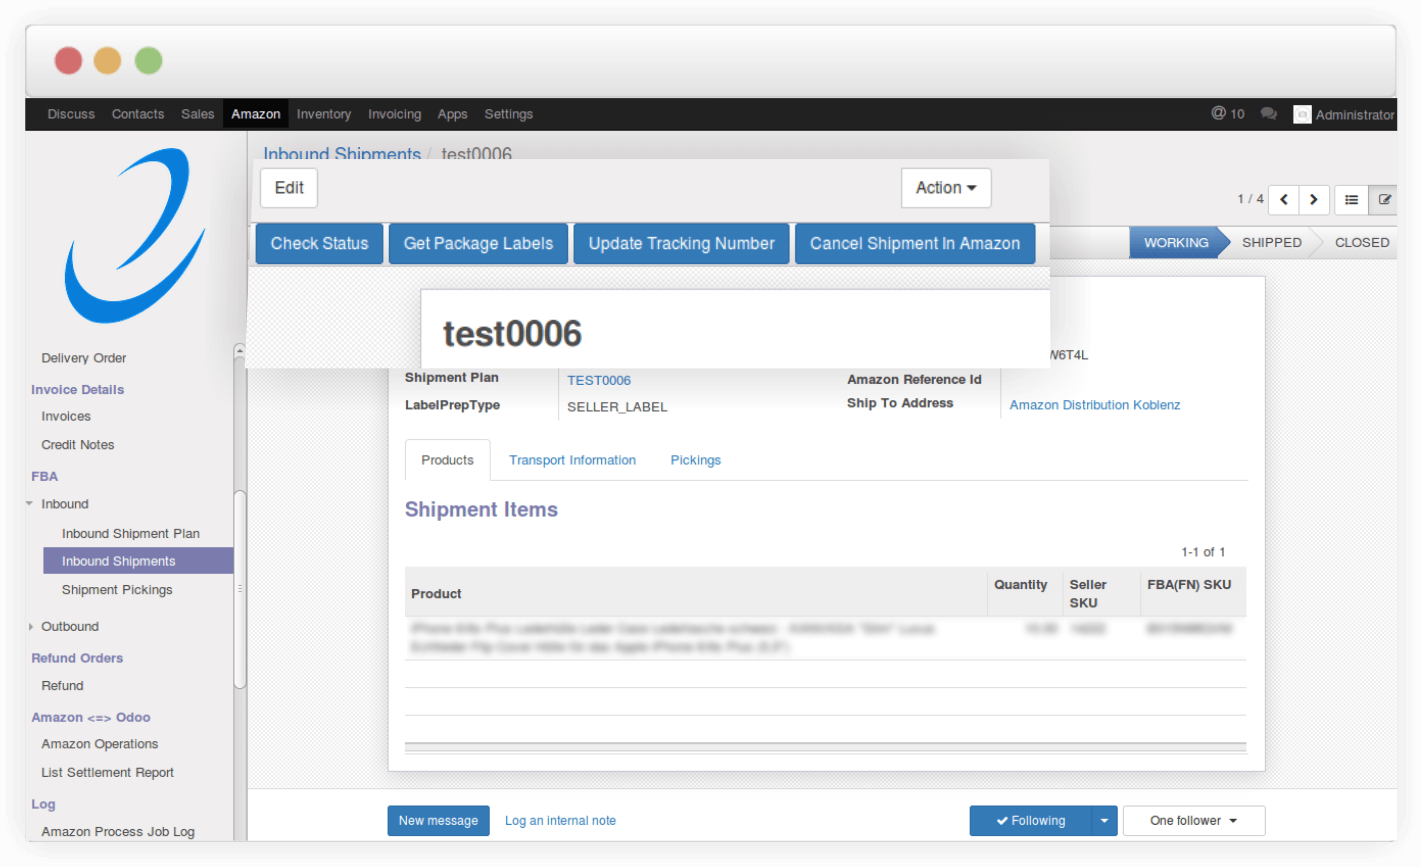 Discuss Contacts Sales Amazon Inventory Invoicing Apps Settings @ 10 Administrator
Inbound Shipments / test0006
Edit Action
1 / 4
Check Status Get Package Labels Update Tracking Number Cancel Shipment In Amazon
WORKING SHIPPED CLOSED
test0006
W6T4L
Shipment Plan TEST0006 Amazon Reference Id
LabelPrepType SELLER_LABEL Ship To Address Amazon Distribution Koblenz
Products Transport Information Pickings
Shipment Items
1-1 of 1
Product Quantity Seller SKU FBA(FN) SKU
New message Log an internal note Following One follower
Delivery Order
Invoice Details
Invoices
Credit Notes
FBA
Inbound
Inbound Shipment Plan
Inbound Shipments
Shipment Pickings
Outbound
Refund Orders
Refund
Amazon <=> Odoo
Amazon Operations
List Settlement Report
Log
Amazon Process Job Log